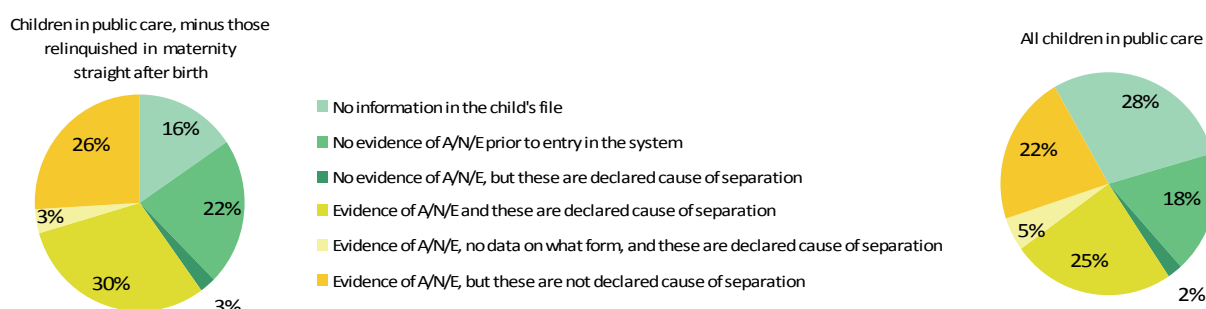 Children in public care, minus those
relinquished in maternity
straight after birth
16%
22%
3%
30%
3%
26%
No information in the child's file
No evidence of A/N/E prior to entry in the system
No evidence of A/N/E, but these are declared cause of separation
Evidence of A/N/E and these are declared cause of separation
Evidence of A/N/E, no data on what form, and these are declared cause of separation
Evidence of A/N/E, but these are not declared cause of separation
All children in public care
28%
18%
2%
25%
5%
22%